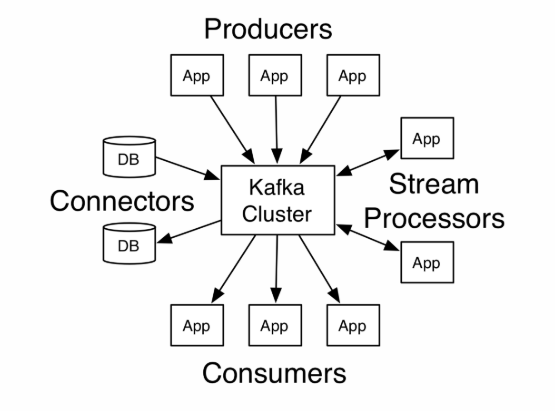 Producers
App
App
App
DB
App
Connectors
Kafka
Cluster
Stream
Processors
DB
App
App
App
App
Consumers